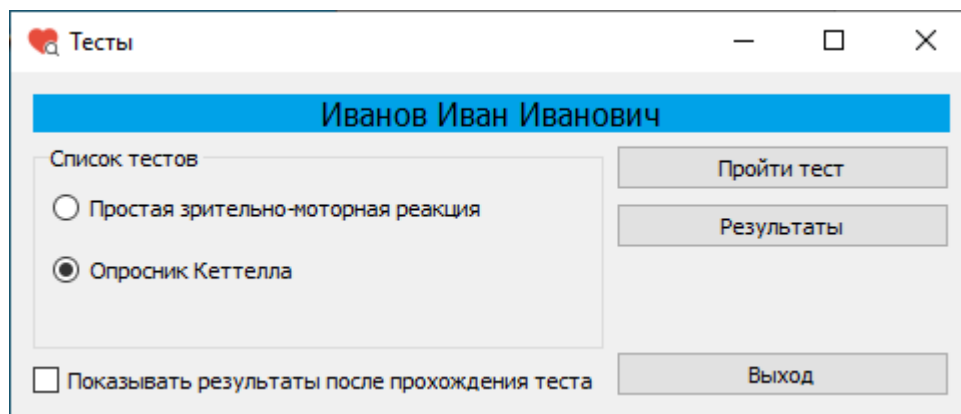 Тесты
Иванов Иван Иванович
Список тестов
Простая зрительно-моторная реакция
Опросник Кеттелла
Показывать результаты после прохождения теста
Пройти тест
Результаты
Выход